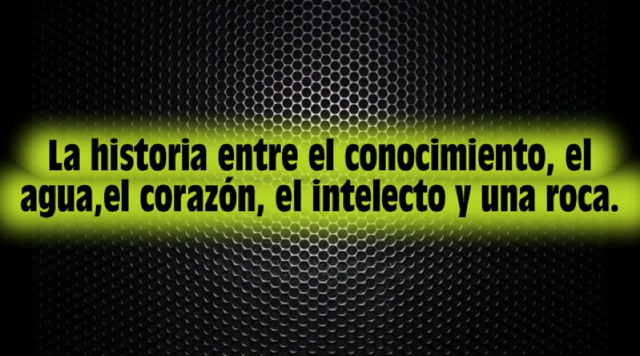 La historia entre el conocimiento, el
agua,el corazón, el intelecto y una roca.